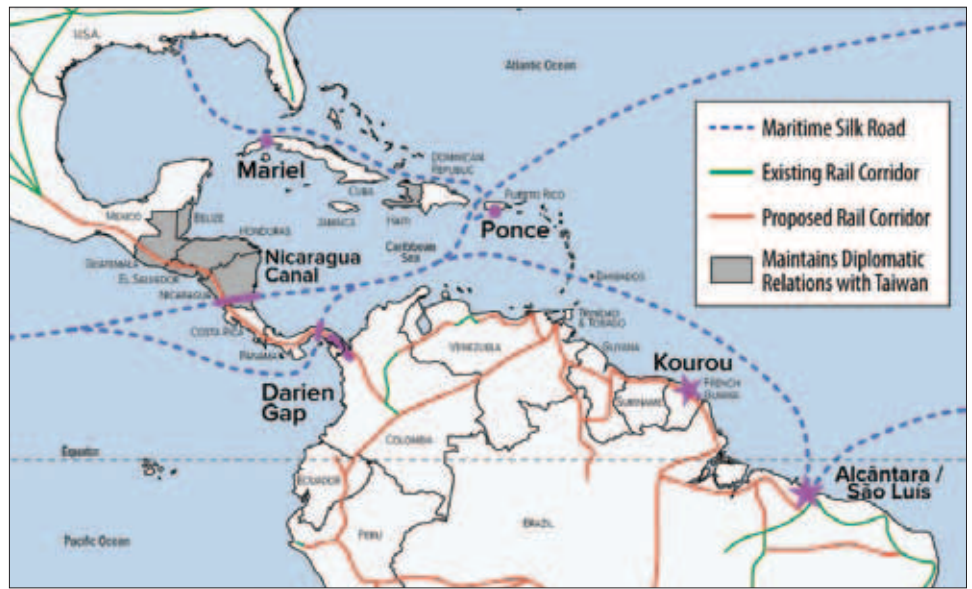 U.S.A.
Atlantic Ocean
Maritime Silk Road
Existing Rail Corridor
Proposed Rail Corridor
Maintains Diplomatic
Relations with Taiwan
Mariel
CUBA
DOMINICAN
REPUBLIC
PUERTO RICO
Ponce
MEXICO
BELIZE
JAMAICA
HAITI
HONDURAS
Caribbean
Sea
GUATEMALA
EL SALVADOR
Nicaragua
Canal
NICARAGUA
BARBADOS
COSTA RICA
TRINIDAD
& TOBAGO
PANAMA
VENEZUELA
GUYANA
Kourou
FRENCH
GUIANA
SURINAME
Darien
Gap
COLOMBIA
Equator
ECUADOR
Alcântara /
São Luís
Pacific Ocean
PERU
BRAZIL